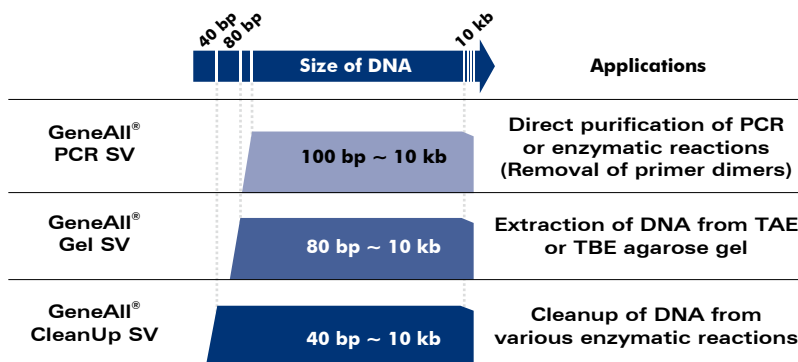 40 bp
80 bp
10 kb
Size of DNA
Applications
GeneAll®
PCR SV
100 bp ~ 10 kb
Direct purification of PCR
or enzymatic reactions
(Removal of primer dimers)
GeneAll®
Gel SV
80 bp ~ 10 kb
Extraction of DNA from TAE
or TBE agarose gel
GeneAll®
CleanUp SV
40 bp ~ 10 kb
Cleanup of DNA from
various enzymatic reactions